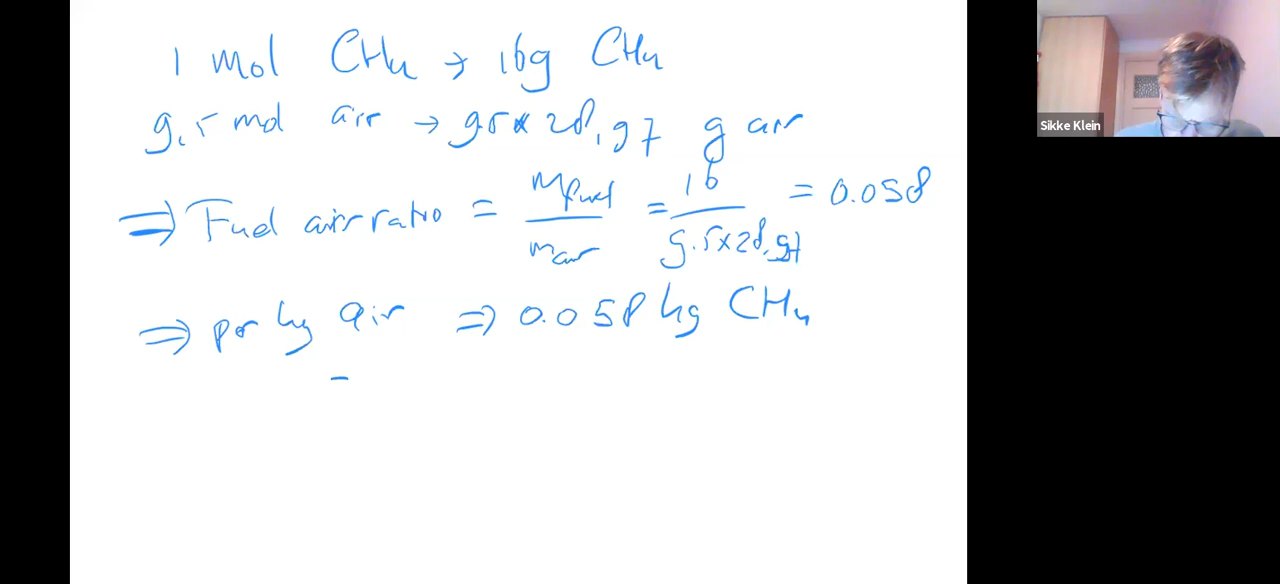 1 mol CH4 → 16g CH4
9,5 mol air → 9.5 × 28,97 g air
⇒ Fuel air ratio = mfuel / mair = 16 / 9.5×28,97 = 0.058
⇒ per kg air ⇒ 0.058 kg CH4
Sikke Klein